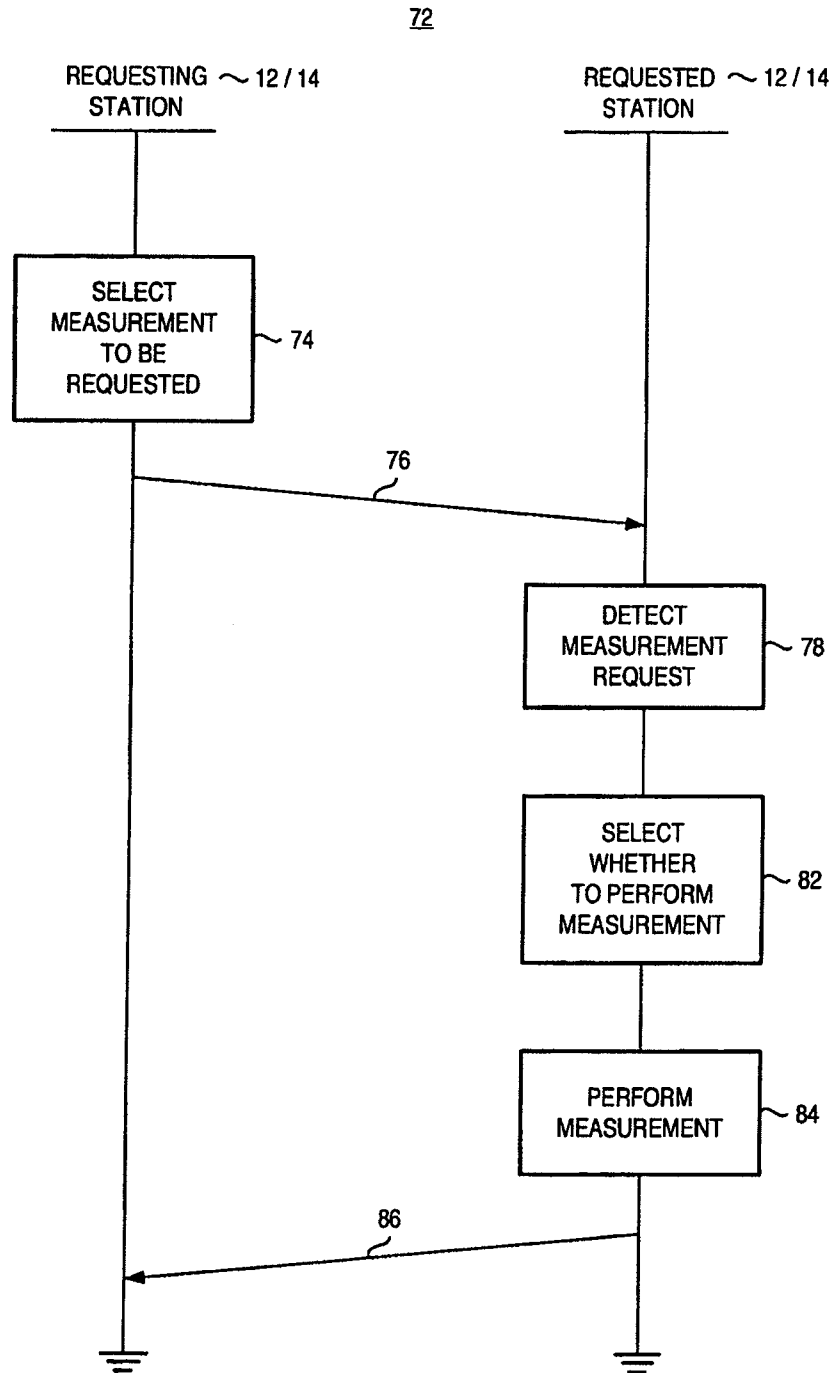 72
REQUESTING ~ 12 / 14
STATION
REQUESTED ~ 12 / 14
STATION
SELECT
MEASUREMENT
TO BE
REQUESTED
74
76
DETECT
MEASUREMENT
REQUEST
78
SELECT
WHETHER
TO PERFORM
MEASUREMENT
82
PERFORM
MEASUREMENT
84
86